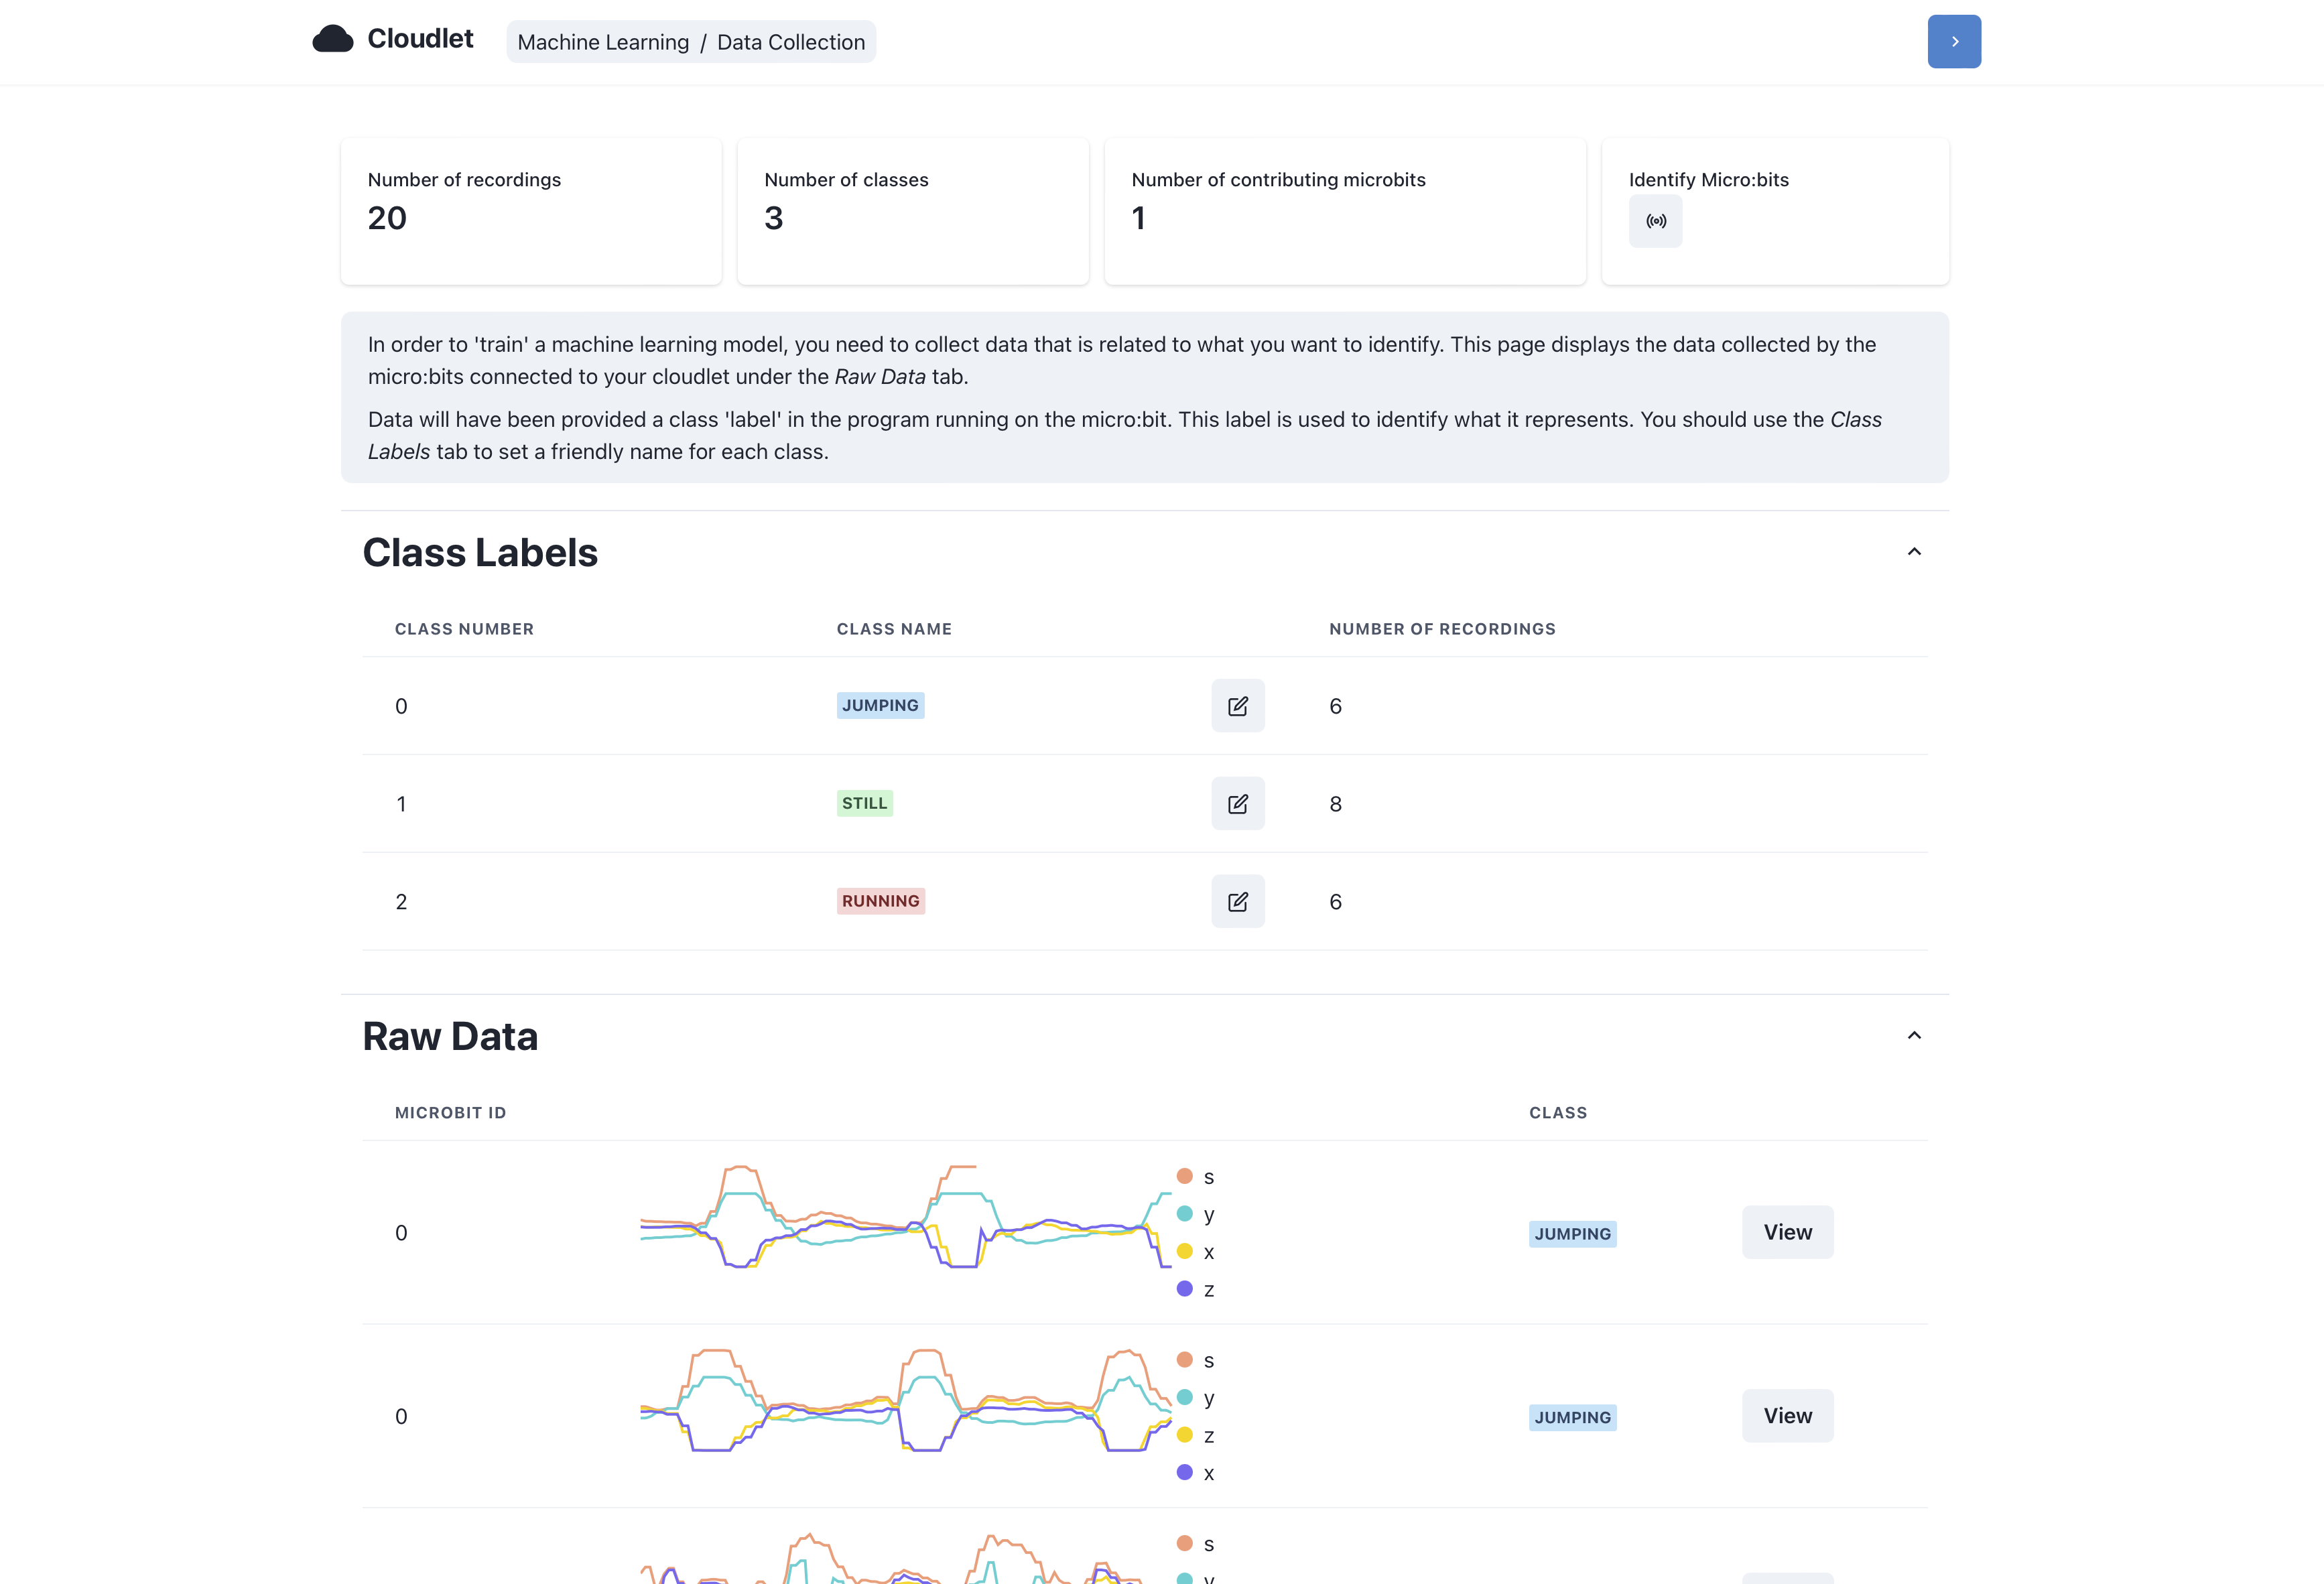 Cloudlet
Machine Learning / Data Collection
Number of recordings
20
Number of classes
3
Number of contributing microbits
1
Identify Micro:bits
In order to 'train' a machine learning model, you need to collect data that is related to what you want to identify. This page displays the data collected by the
micro:bits connected to your cloudlet under the Raw Data tab.
Data will have been provided a class 'label' in the program running on the micro:bit. This label is used to identify what it represents. You should use the Class
Labels tab to set a friendly name for each class.
Class Labels
CLASS NUMBER CLASS NAME NUMBER OF RECORDINGS
0 JUMPING 6
1 STILL 8
2 RUNNING 6
Raw Data
MICROBIT ID CLASS
0 JUMPING View
s
y
x
z
0 JUMPING View
s
y
z
x
s
y